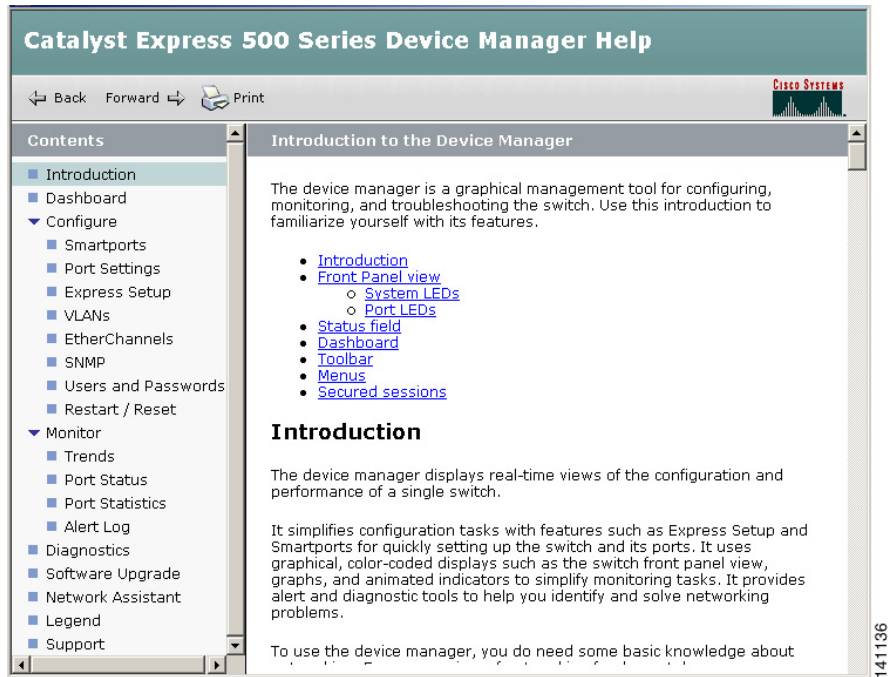 Catalyst Express 500 Series Device Manager Help
Back Forward Print
CISCO SYSTEMS
Contents
Introduction
Dashboard
Configure
Smartports
Port Settings
Express Setup
VLANs
EtherChannels
SNMP
Users and Passwords
Restart / Reset
Monitor
Trends
Port Status
Port Statistics
Alert Log
Diagnostics
Software Upgrade
Network Assistant
Legend
Support
Introduction to the Device Manager
The device manager is a graphical management tool for configuring,
monitoring, and troubleshooting the switch. Use this introduction to
familiarize yourself with its features.
Introduction
Front Panel view
System LEDs
Port LEDs
Status field
Dashboard
Toolbar
Menus
Secured sessions
Introduction
The device manager displays real-time views of the configuration and
performance of a single switch.
It simplifies configuration tasks with features such as Express Setup and
Smartports for quickly setting up the switch and its ports. It uses
graphical, color-coded displays such as the switch front panel view,
graphs, and animated indicators to simplify monitoring tasks. It provides
alert and diagnostic tools to help you identify and solve networking
problems.
To use the device manager, you do need some basic knowledge about
141136